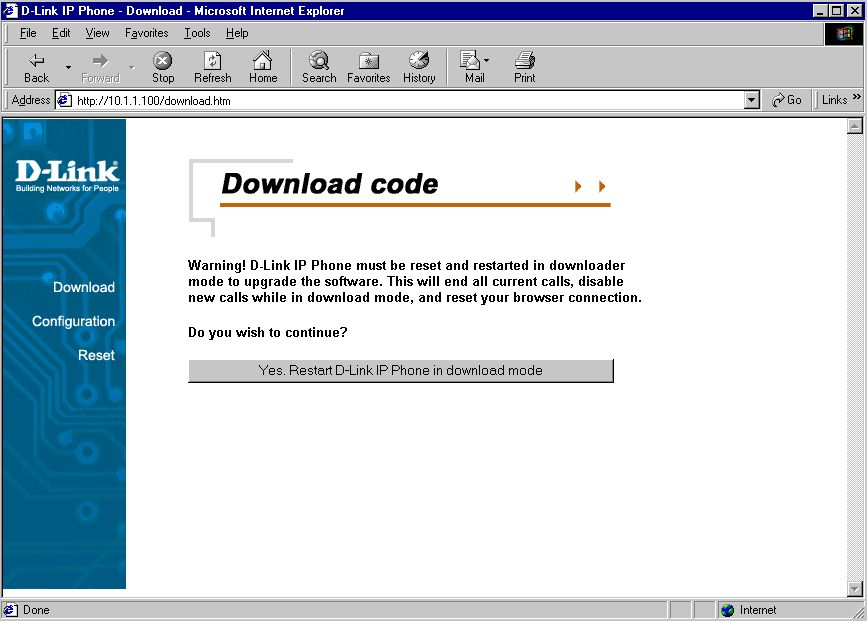 D-Link IP Phone - Download - Microsoft Internet Explorer
File Edit View Favorites Tools Help
Back Forward Stop Refresh Home Search Favorites History Mail Print
Address http://10.1.1.100/download.htm Go Links »
D-Link®
Building Networks for People
Download
Configuration
Reset
Download code
Warning! D-Link IP Phone must be reset and restarted in downloader
mode to upgrade the software. This will end all current calls, disable
new calls while in download mode, and reset your browser connection.
Do you wish to continue?
Yes. Restart D-Link IP Phone in download mode
Done Internet